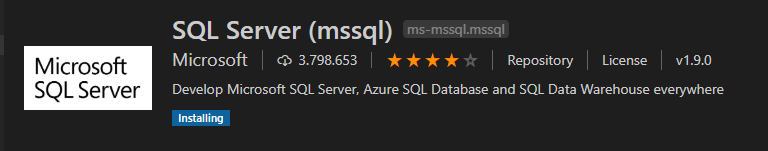 SQL Server (mssql) ms-mssql.mssql
Microsoft
SQL Server
Microsoft 3.798.653 Repository License v1.9.0
Develop Microsoft SQL Server, Azure SQL Database and SQL Data Warehouse everywhere
Installing